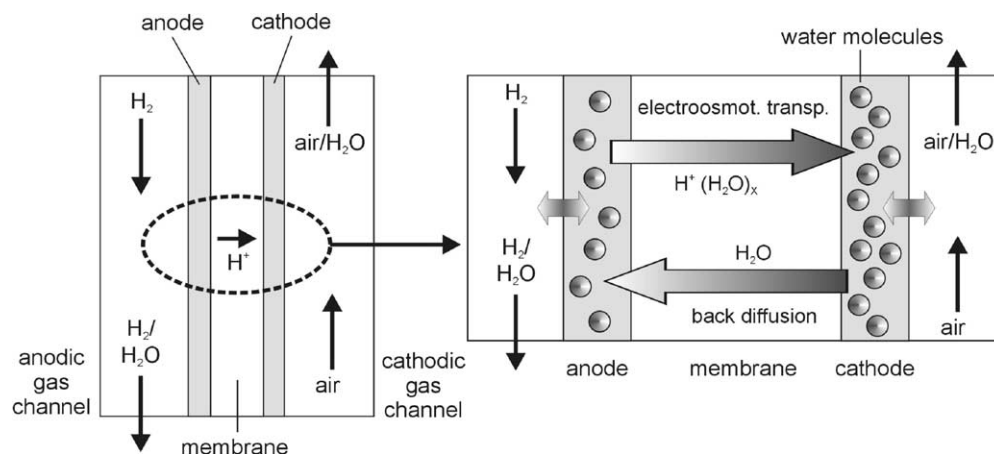 anode
cathode
H₂
air/H₂O
H⁺
H₂/
H₂O
anodic
gas
channel
air
cathodic
gas
channel
membrane
water molecules
H₂
electroosmot. transp.
air/H₂O
H⁺ (H₂O)ₓ
H₂/
H₂O
H₂O
back diffusion
air
anode
membrane
cathode